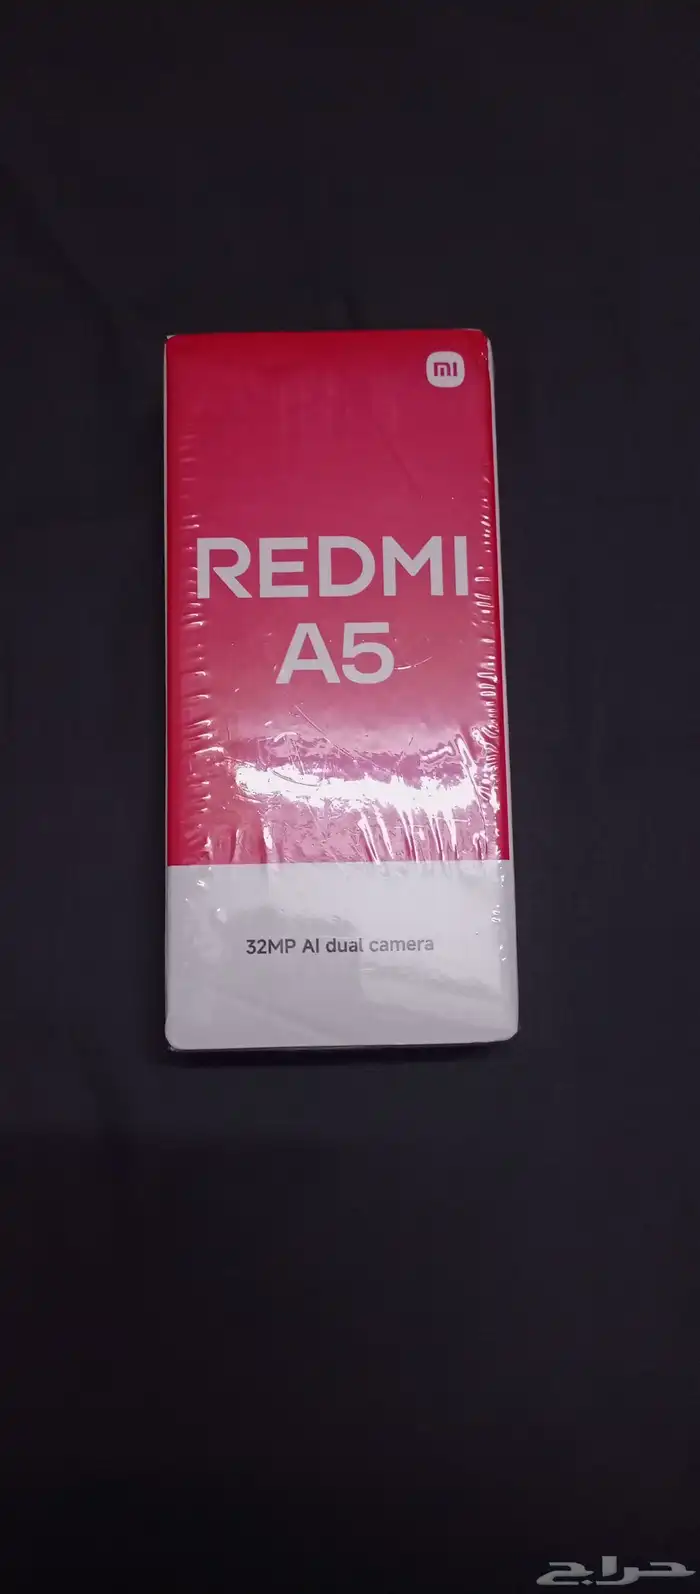 mi
REDMI
A5
32MP AI dual camera
حراج